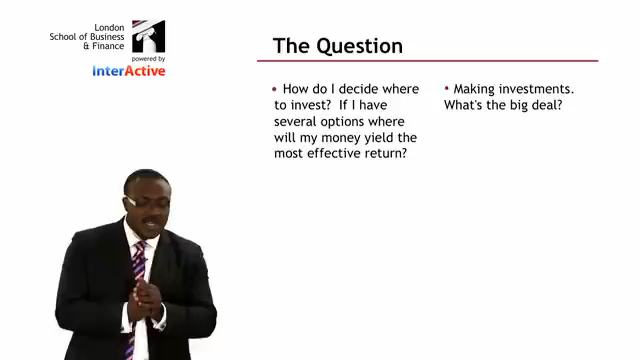 London
School of Business
& Finance
powered by
InterActive
The Question
• How do I decide where
to invest? If I have
several options where
will my money yield the
most effective return?
• Making investments.
What's the big deal?